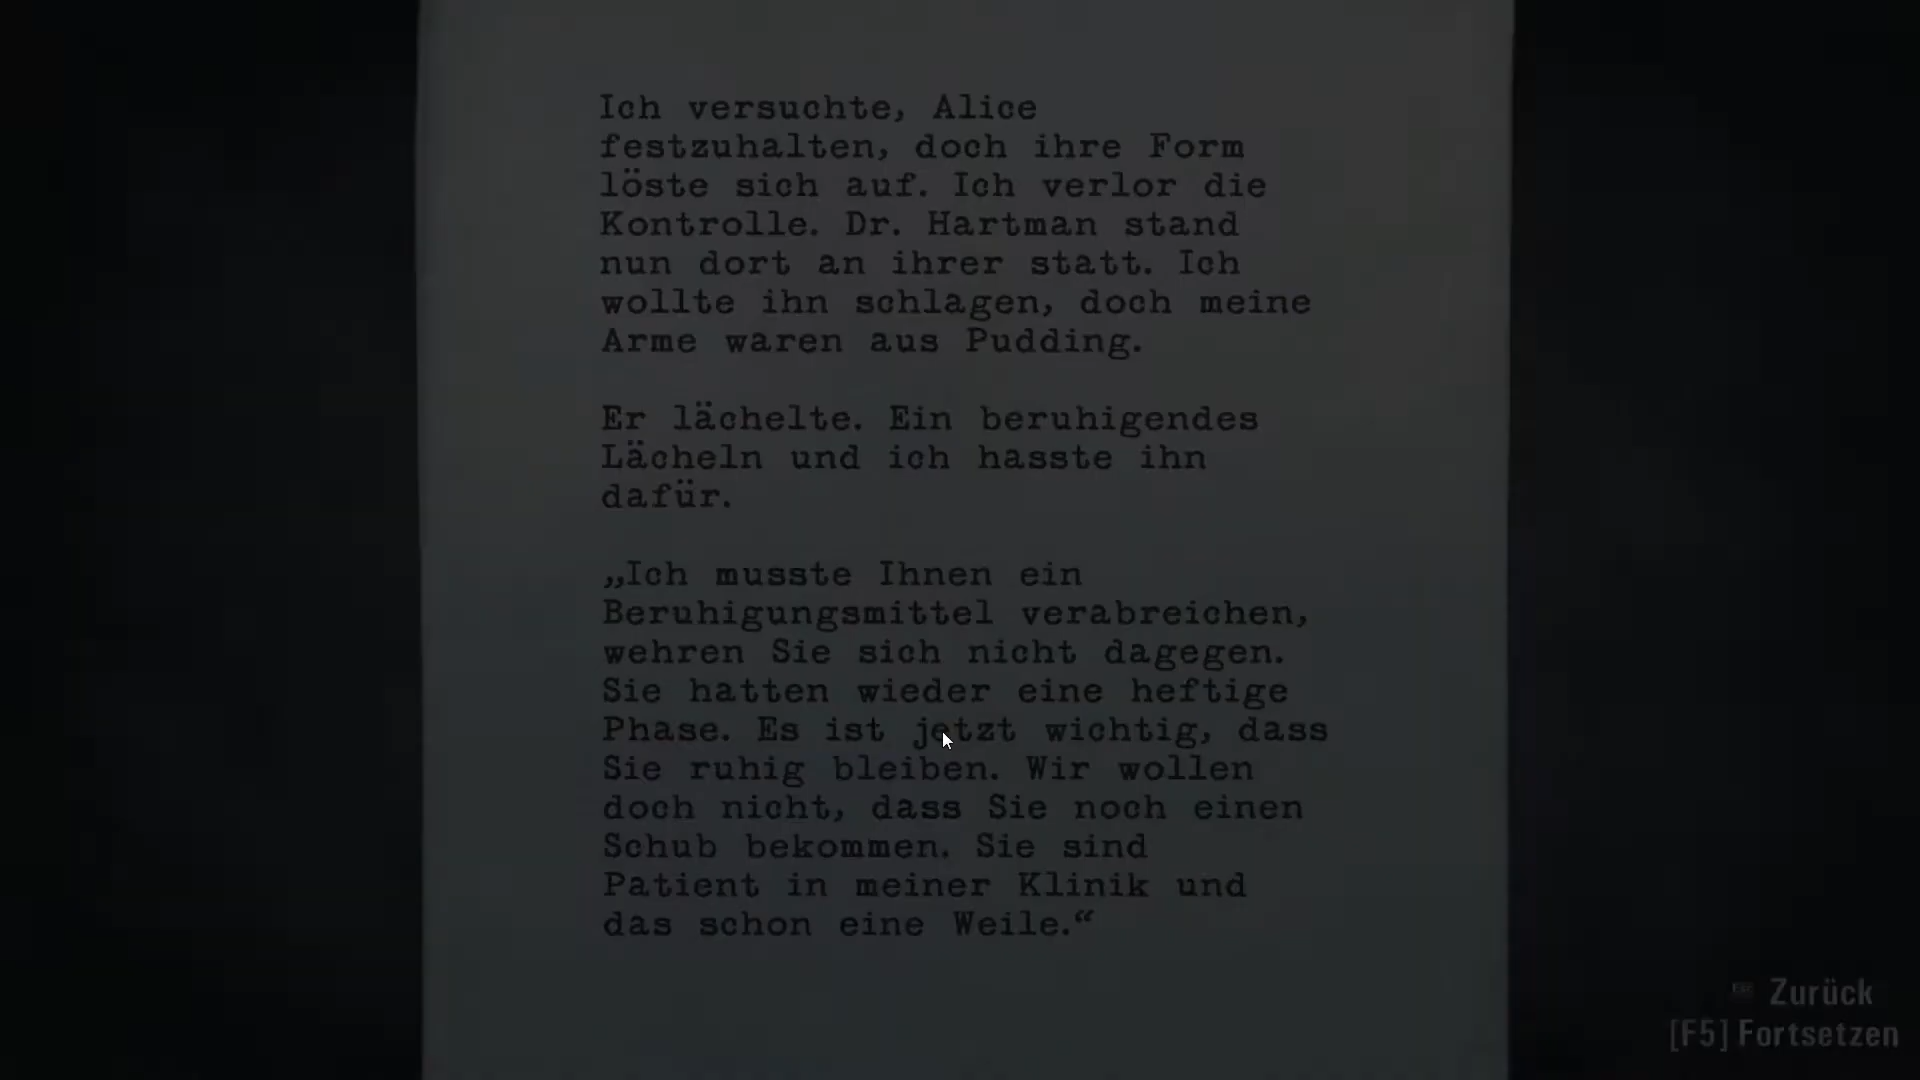 Ich versuchte, Alice
festzuhalten, doch ihre Form
löste sich auf. Ich verlor die
Kontrolle. Dr. Hartman stand
nun dort an ihrer statt. Ich
wollte ihn schlagen, doch meine
Arme waren aus Pudding.
Er lächelte. Ein beruhigendes
Lächeln und ich hasste ihn
dafür.
„Ich musste Ihnen ein
Beruhigungsmittel verabreichen,
wehren Sie sich nicht dagegen.
Sie hatten wieder eine heftige
Phase. Es ist jetzt wichtig, dass
Sie ruhig bleiben. Wir wollen
doch nicht, dass Sie noch einen
Schub bekommen. Sie sind
Patient in meiner Klinik und
das schon eine Weile.“
Esc Zurück
[F5] Fortsetzen